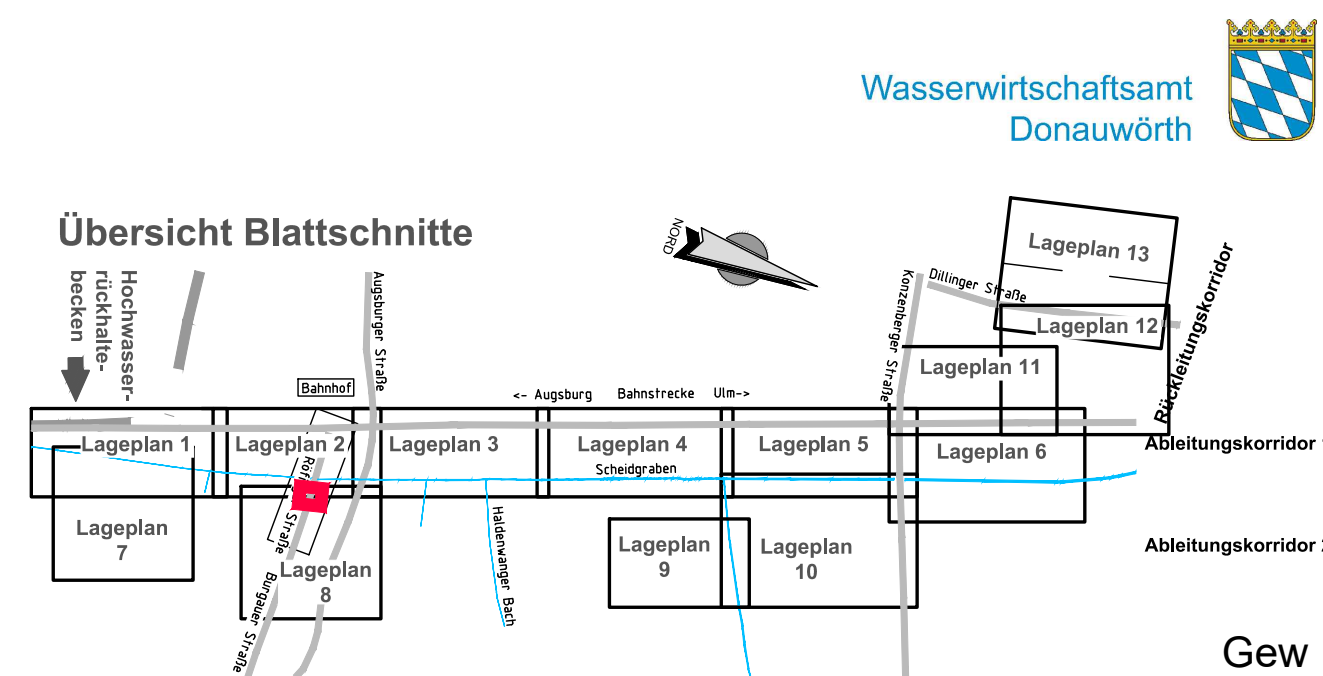 Wasserwirtschaftsamt
Donauwörth
Übersicht Blattschnitte
NORD
Hochwasser-
rückhalte-
becken
Augsburger Straße
Konzenberger Straße
Dillinger Straße
Lageplan 13
Lageplan 12
Rückleitungskorridor
Lageplan 11
Bahnhof
<- Augsburg Bahnstrecke Ulm->
Lageplan 1
Lageplan 2
Lageplan 3
Lageplan 4
Lageplan 5
Lageplan 6
Ableitungskorridor
Scheidgraben
Straße
Haldenwanger Bach
Lageplan
7
Lageplan
8
Lageplan
9
Lageplan
10
Ableitungskorridor
Burgauer Straße
Gew